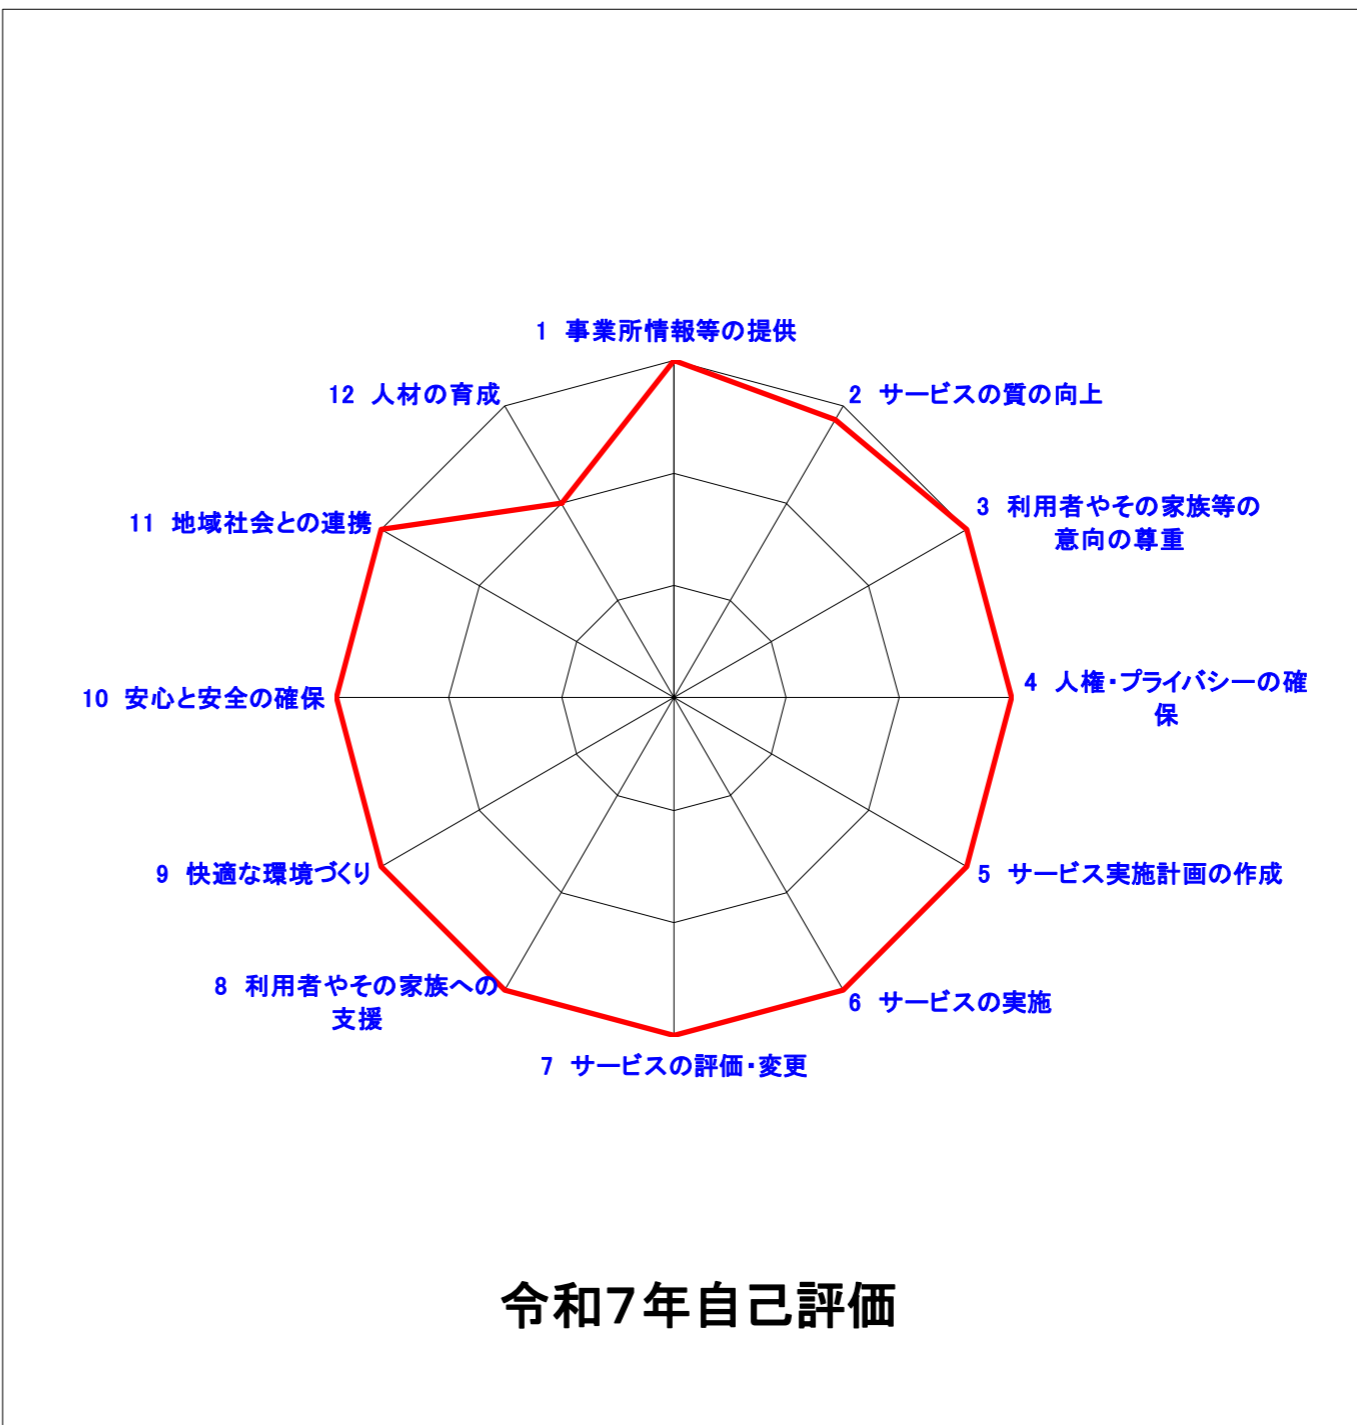 1 事業所情報等の提供
2 サービスの質の向上
3 利用者やその家族等の
意向の尊重
4 人権・プライバシーの確
保
5 サービス実施計画の作成
6 サービスの実施
7 サービスの評価・変更
8 利用者やその家族への
支援
9 快適な環境づくり
10 安心と安全の確保
11 地域社会との連携
12 人材の育成
令和7年自己評価